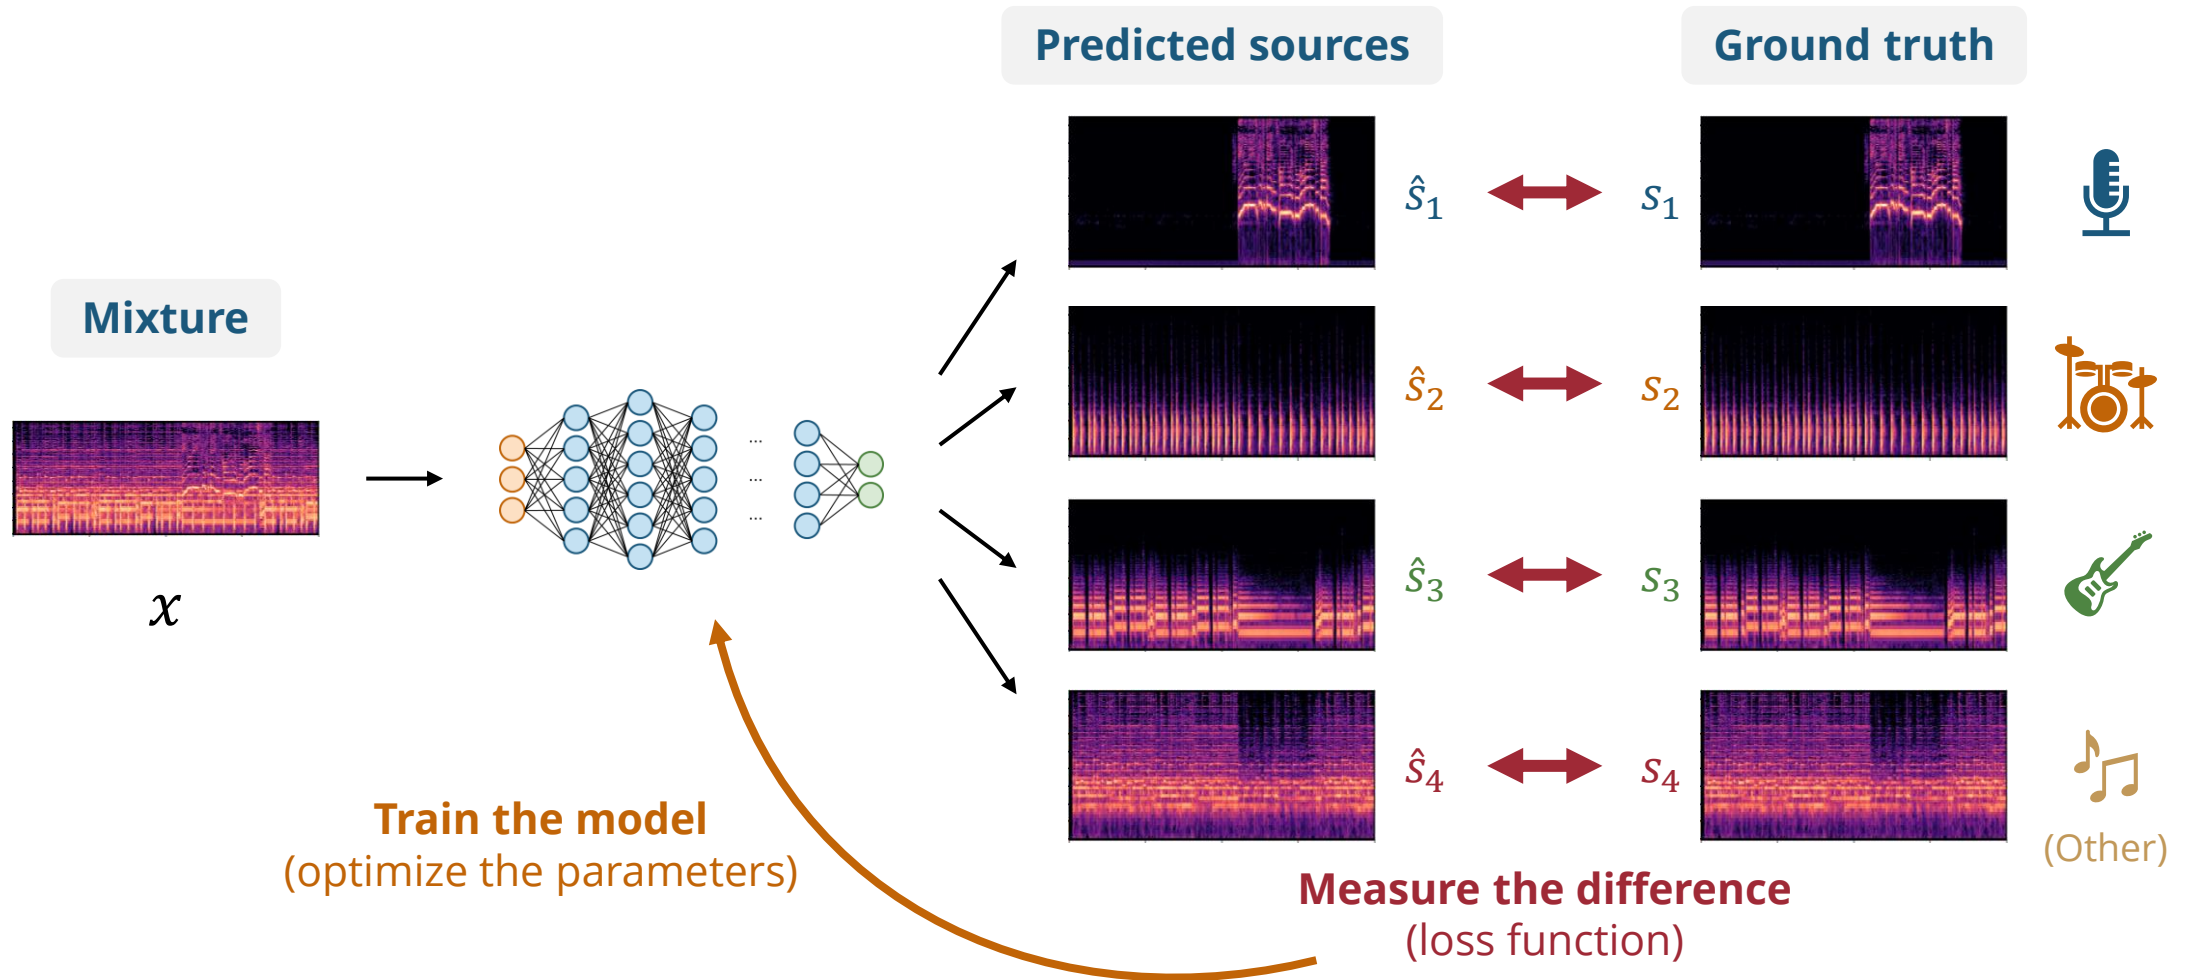 Predicted sources
Ground truth
Mixture
x
ŝ₁
s₁
ŝ₂
s₂
...
...
...
ŝ₃
s₃
ŝ₄
s₄
(Other)
Train the model
(optimize the parameters)
Measure the difference
(loss function)